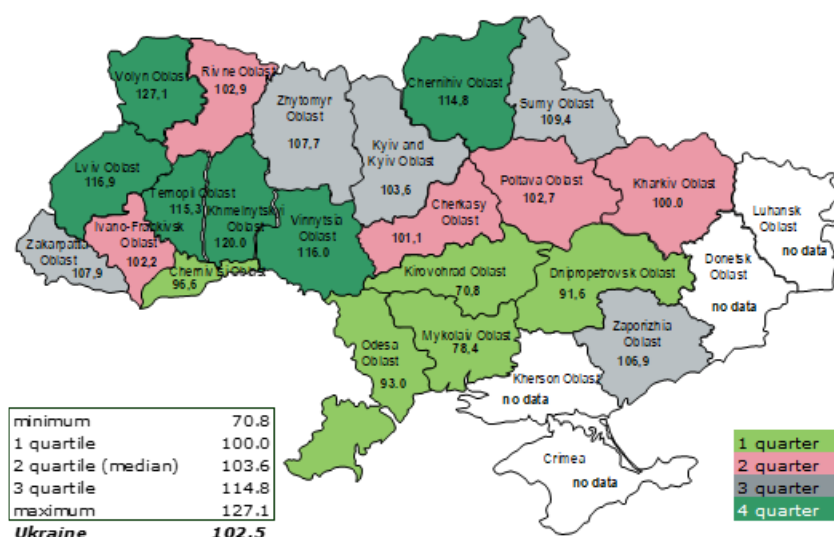 Volyn Oblast
127,1
Rivne Oblast
102,9
Zhytomyr
Oblast
107,7
Kyiv and
Kyiv Oblast
103,6
Chernihiv Oblast
114,8
Sumy Oblast
109,4
Lviv Oblast
116,9
Ternopil Oblast
115,3
Khmelnytskyi
Oblast
120.0
Vinnytsia
Oblast
116.0
Cherkasy
Oblast
101,1
Poltava Oblast
102,7
Kharkiv Oblast
100.0
Luhansk
Oblast
no data
Donetsk
Oblast
no data
Zakarpattia
Oblast
107,9
Ivano-Frankivsk
Oblast
102,2
Chernivtsi Oblast
96,6
Kirovohrad Oblast
70,8
Dnipropetrovsk Oblast
91,6
Odesa
Oblast
93.0
Mykolaiv Oblast
78,4
Zaporizhia
Oblast
106,9
Kherson Oblast
no data
Crimea
no data
minimum 70.8
1 quartile 100.0
2 quartile (median) 103.6
3 quartile 114.8
maximum 127.1
Ukraine 102.5
1 quarter
2 quarter
3 quarter
4 quarter